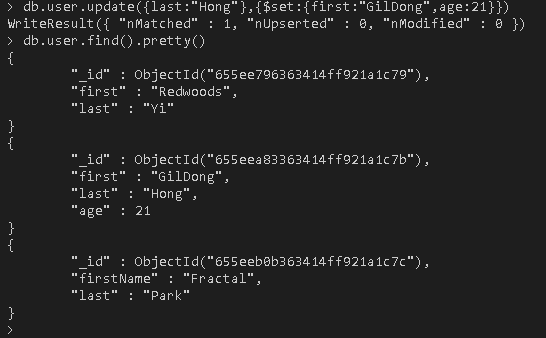 > db.user.update({last:"Hong"},{$set:{first:"GilDong",age:21}})
WriteResult({ "nMatched" : 1, "nUpserted" : 0, "nModified" : 0 })
> db.user.find().pretty()
{
        "_id" : ObjectId("655ee796363414ff921a1c79"),
        "first" : "Redwoods",
        "last" : "Yi"
}
{
        "_id" : ObjectId("655eea83363414ff921a1c7b"),
        "first" : "GilDong",
        "last" : "Hong",
        "age" : 21
}
{
        "_id" : ObjectId("655eeb0b363414ff921a1c7c"),
        "firstName" : "Fractal",
        "last" : "Park"
}
>